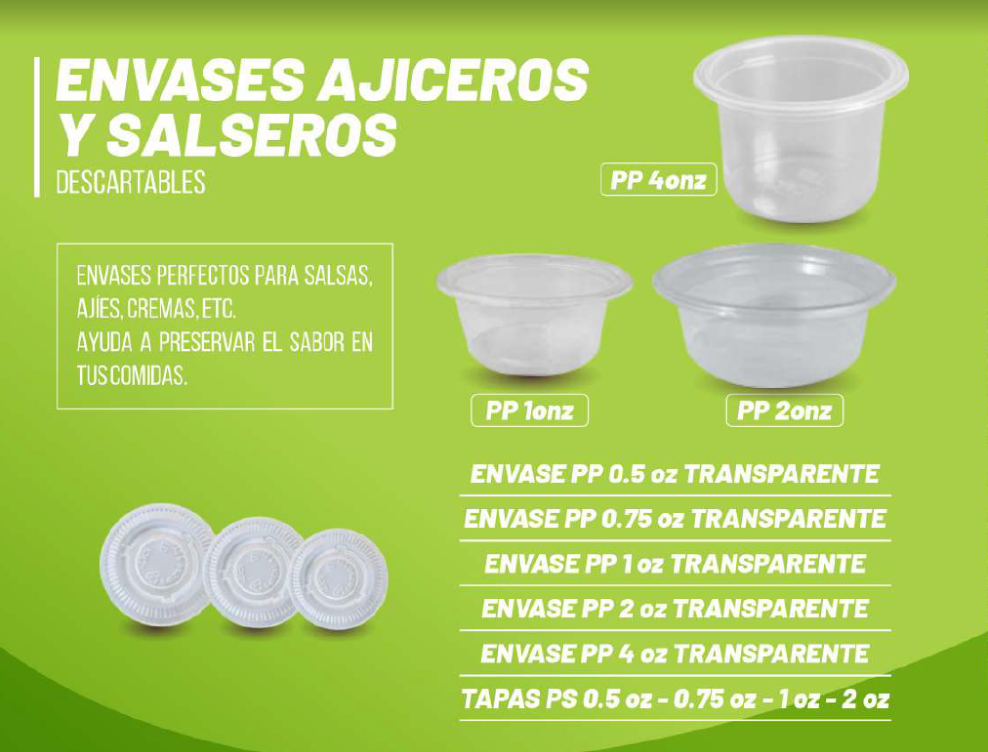 ENVASES AJICEROS
Y SALSEROS
DESCARTABLES
PP 4onz
ENVASES PERFECTOS PARA SALSAS,
AJÍES, CREMAS, ETC.
AYUDA A PRESERVAR EL SABOR EN
TUS COMIDAS.
PP 1onz
PP 2onz
ENVASE PP 0.5 oz TRANSPARENTE
ENVASE PP 0.75 oz TRANSPARENTE
ENVASE PP 1 oz TRANSPARENTE
ENVASE PP 2 oz TRANSPARENTE
ENVASE PP 4 oz TRANSPARENTE
TAPAS PS 0.5 oz - 0.75 oz - 1 oz - 2 oz